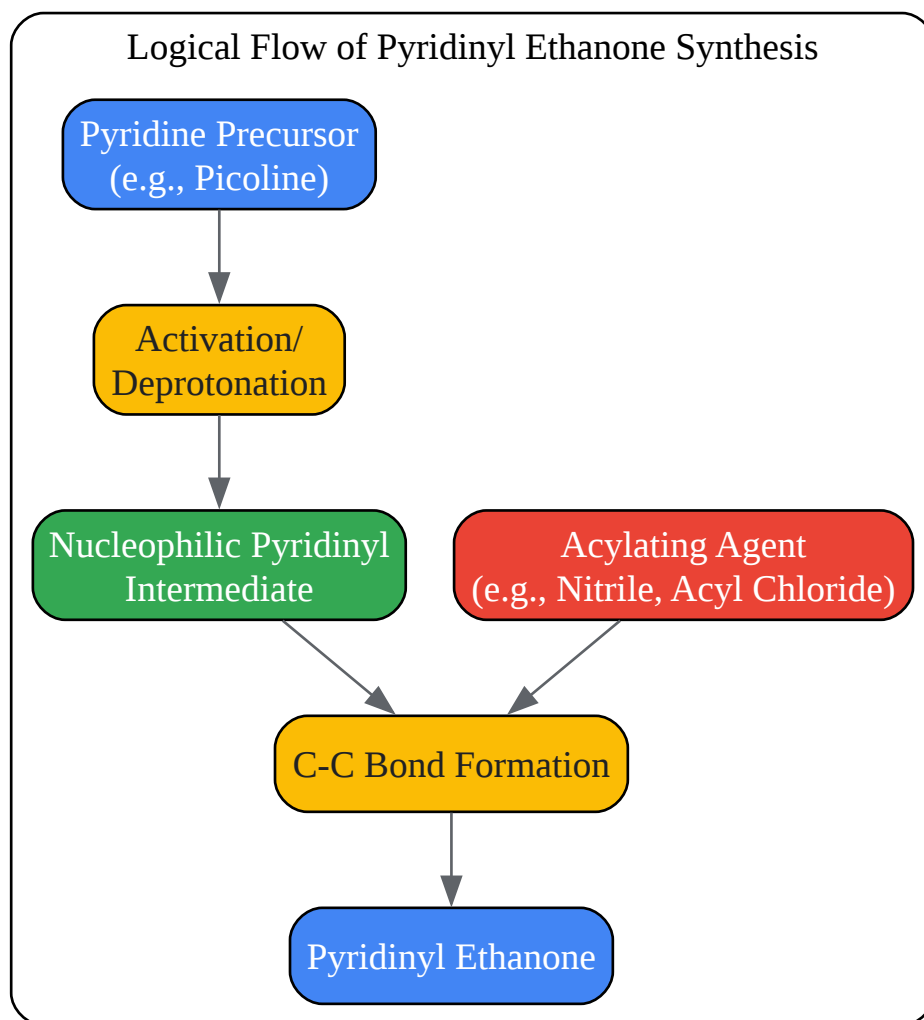 Logical Flow of Pyridinyl Ethanone Synthesis
Pyridine Precursor
(e.g., Picoline)
Activation/
Deprotonation
Nucleophilic Pyridinyl
Intermediate
Acylating Agent
(e.g., Nitrile, Acyl Chloride)
C-C Bond Formation
Pyridinyl Ethanone